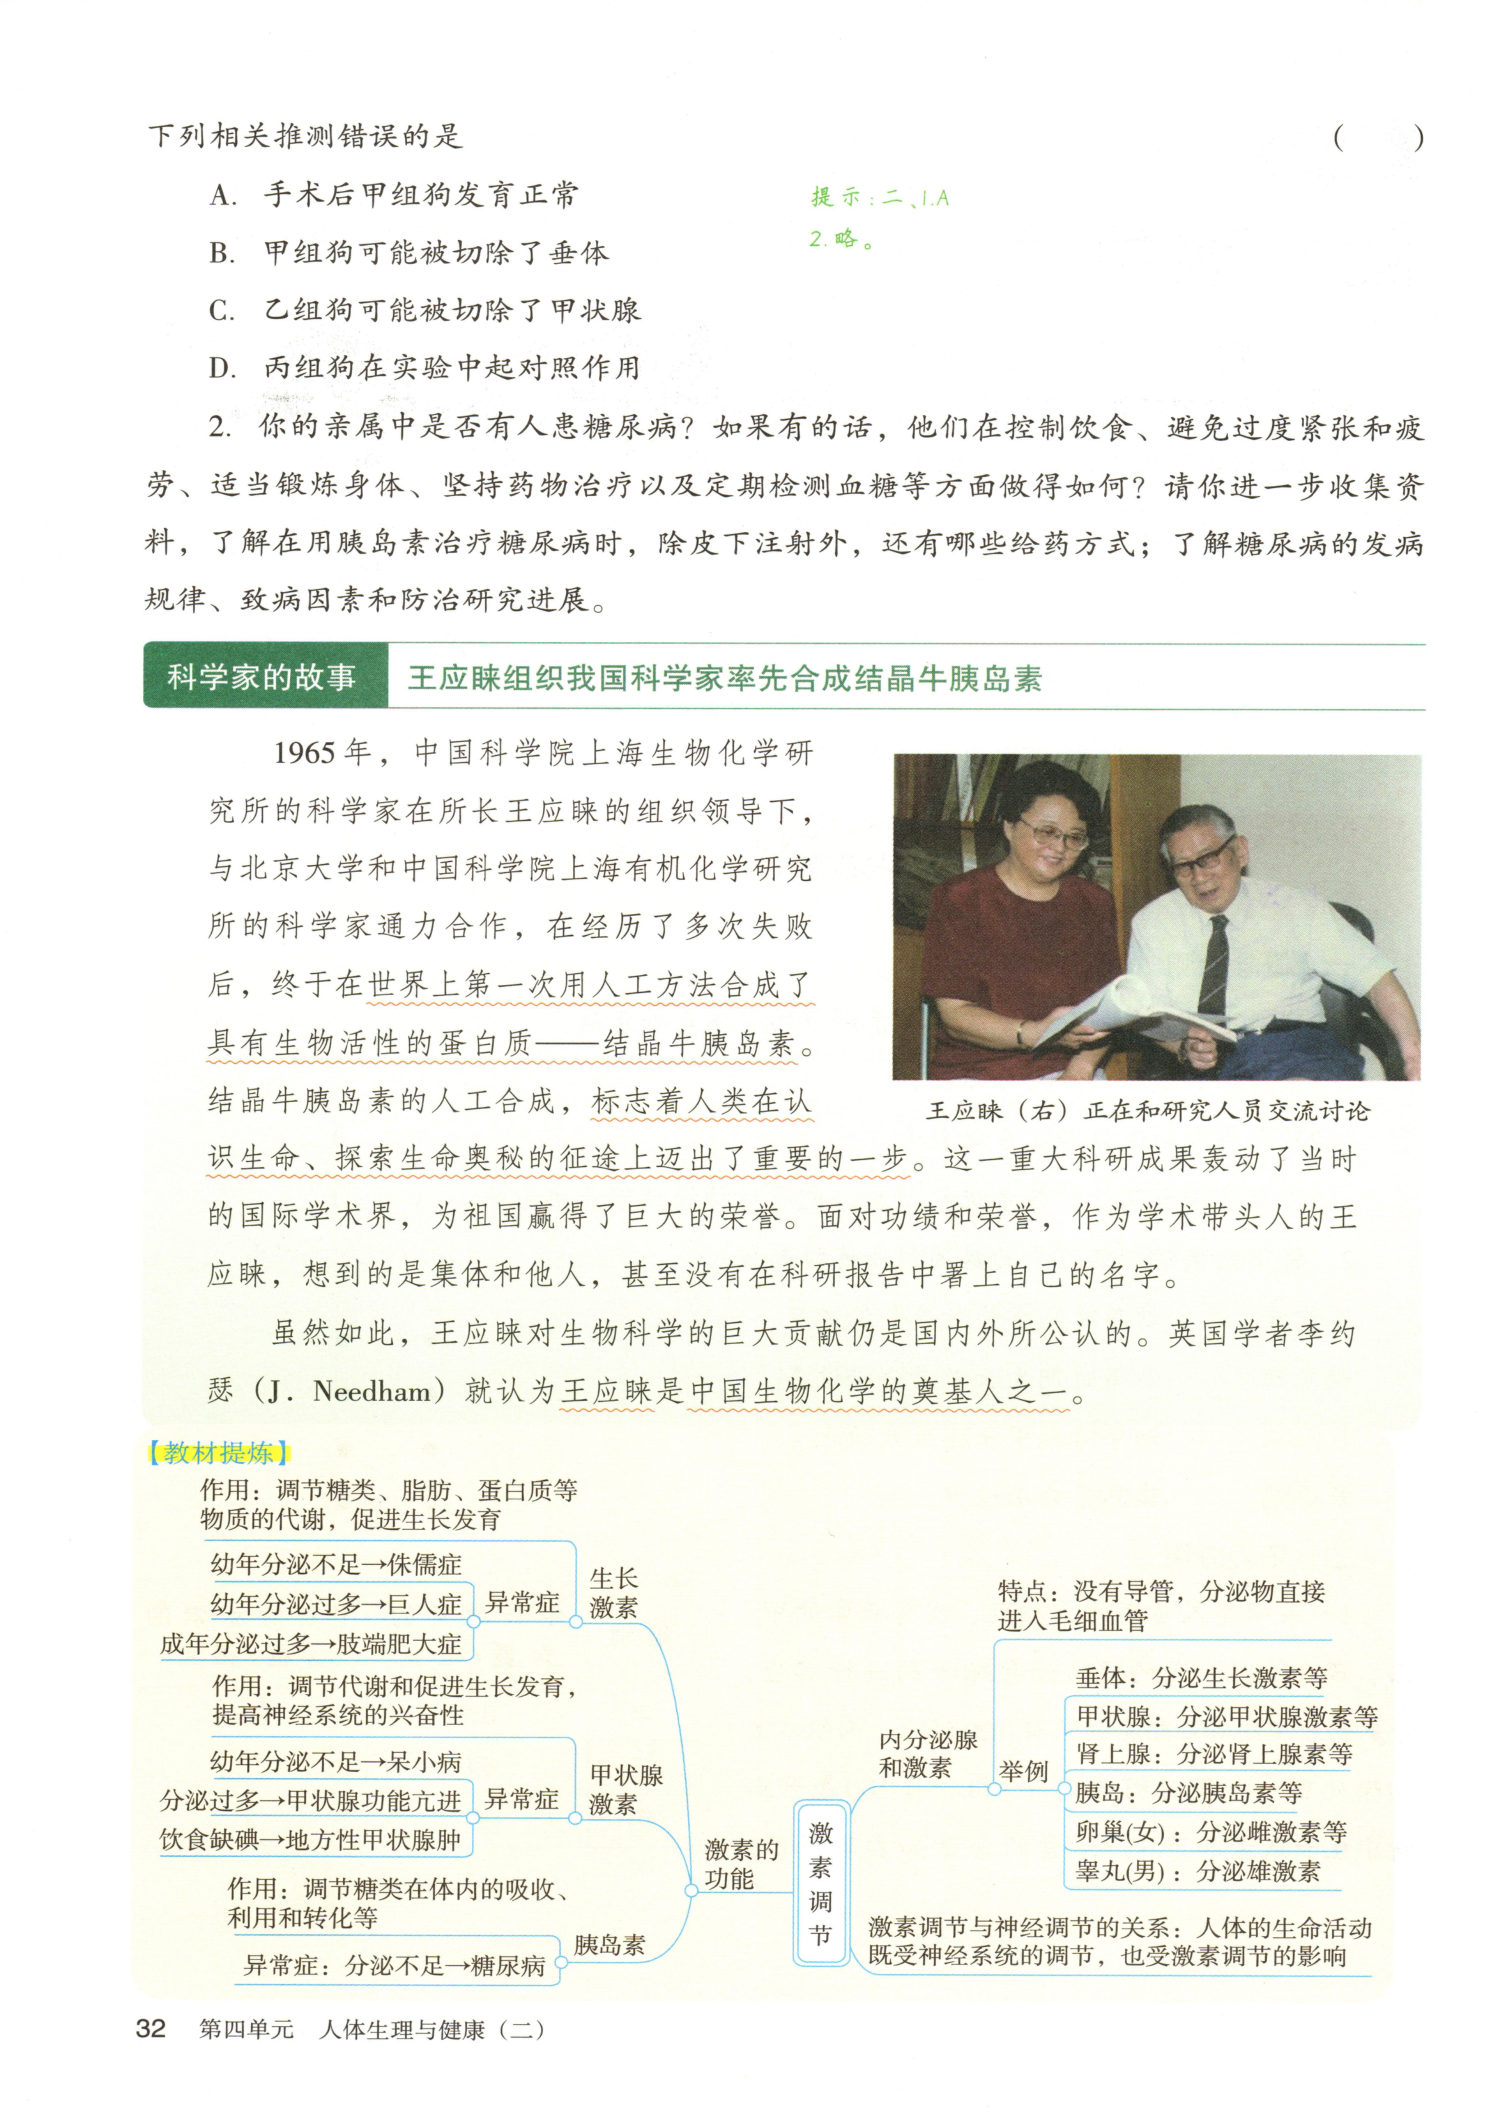 下列相关推测错误的是 （ ）
A. 手术后甲组狗发育正常
提示：二、1.A
B. 甲组狗可能被切除了垂体
2. 略。
C. 乙组狗可能被切除了甲状腺
D. 丙组狗在实验中起对照作用
2. 你的亲属中是否有人患糖尿病？如果有的话，他们在控制饮食、避免过度紧张和疲
劳、适当锻炼身体、坚持药物治疗以及定期检测血糖等方面做得如何？请你进一步收集资
料，了解在用胰岛素治疗糖尿病时，除皮下注射外，还有哪些给药方式；了解糖尿病的发病
规律、致病因素和防治研究进展。
科学家的故事 王应睐组织我国科学家率先合成结晶牛胰岛素
1965年，中国科学院上海生物化学研
究所的科学家在所长王应睐的组织领导下，
与北京大学和中国科学院上海有机化学研究
所的科学家通力合作，在经历了多次失败
后，终于在世界上第一次用人工方法合成了
具有生物活性的蛋白质——结晶牛胰岛素。
结晶牛胰岛素的人工合成，标志着人类在认
识生命、探索生命奥秘的征途上迈出了重要的一步。这一重大科研成果轰动了当时
的国际学术界，为祖国赢得了巨大的荣誉。面对功绩和荣誉，作为学术带头人的王
应睐，想到的是集体和他人，甚至没有在科研报告中署上自己的名字。
虽然如此，王应睐对生物科学的巨大贡献仍是国内外所公认的。英国学者李约
瑟（J. Needham）就认为王应睐是中国生物化学的奠基人之一。
王应睐（右）正在和研究人员交流讨论
【教材提炼】
作用：调节糖类、脂肪、蛋白质等
物质的代谢，促进生长发育
幼年分泌不足→侏儒症
幼年分泌过多→巨人症
成年分泌过多→肢端肥大症
异常症
生长
激素
作用：调节代谢和促进生长发育，
提高神经系统的兴奋性
幼年分泌不足→呆小病
分泌过多→甲状腺功能亢进
饮食缺碘→地方性甲状腺肿
异常症
甲状腺
激素
作用：调节糖类在体内的吸收、
利用和转化等
异常症：分泌不足→糖尿病
胰岛素
激素的
功能
激
素
调
节
内分泌腺
和激素
特点：没有导管，分泌物直接
进入毛细血管
举例
垂体：分泌生长激素等
甲状腺：分泌甲状腺激素等
肾上腺：分泌肾上腺素等
胰岛：分泌胰岛素等
卵巢(女)：分泌雌激素等
睾丸(男)：分泌雄激素
激素调节与神经调节的关系：人体的生命活动
既受神经系统的调节，也受激素调节的影响
32 第四单元 人体生理与健康（二）